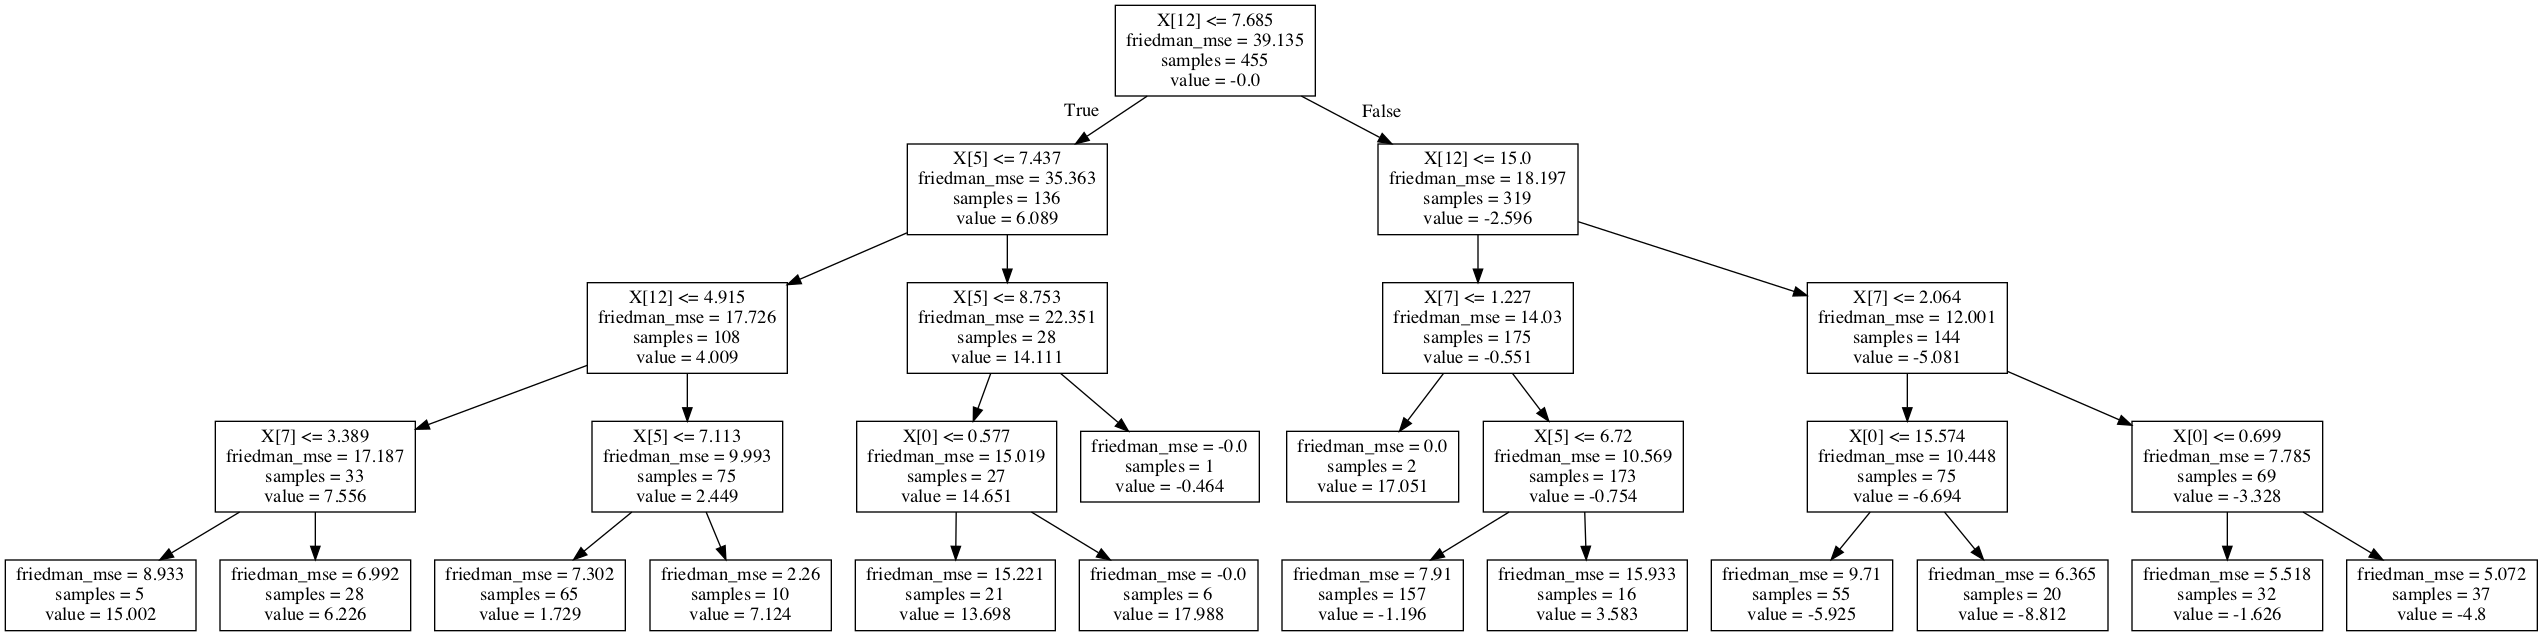 X[12] <= 7.685
friedman_mse = 39.135
samples = 455
value = -0.0
True
False
X[5] <= 7.437
friedman_mse = 35.363
samples = 136
value = 6.089
X[12] <= 15.0
friedman_mse = 18.197
samples = 319
value = -2.596
X[12] <= 4.915
friedman_mse = 17.726
samples = 108
value = 4.009
X[5] <= 8.753
friedman_mse = 22.351
samples = 28
value = 14.111
X[7] <= 1.227
friedman_mse = 14.03
samples = 175
value = -0.551
X[7] <= 2.064
friedman_mse = 12.001
samples = 144
value = -5.081
X[7] <= 3.389
friedman_mse = 17.187
samples = 33
value = 7.556
X[5] <= 7.113
friedman_mse = 9.993
samples = 75
value = 2.449
X[0] <= 0.577
friedman_mse = 15.019
samples = 27
value = 14.651
friedman_mse = -0.0
samples = 1
value = -0.464
friedman_mse = 0.0
samples = 2
value = 17.051
X[5] <= 6.72
friedman_mse = 10.569
samples = 173
value = -0.754
X[0] <= 15.574
friedman_mse = 10.448
samples = 75
value = -6.694
X[0] <= 0.699
friedman_mse = 7.785
samples = 69
value = -3.328
friedman_mse = 8.933
samples = 5
value = 15.002
friedman_mse = 6.992
samples = 28
value = 6.226
friedman_mse = 7.302
samples = 65
value = 1.729
friedman_mse = 2.26
samples = 10
value = 7.124
friedman_mse = 15.221
samples = 21
value = 13.698
friedman_mse = -0.0
samples = 6
value = 17.988
friedman_mse = 7.91
samples = 157
value = -1.196
friedman_mse = 15.933
samples = 16
value = 3.583
friedman_mse = 9.71
samples = 55
value = -5.925
friedman_mse = 6.365
samples = 20
value = -8.812
friedman_mse = 5.518
samples = 32
value = -1.626
friedman_mse = 5.072
samples = 37
value = -4.8